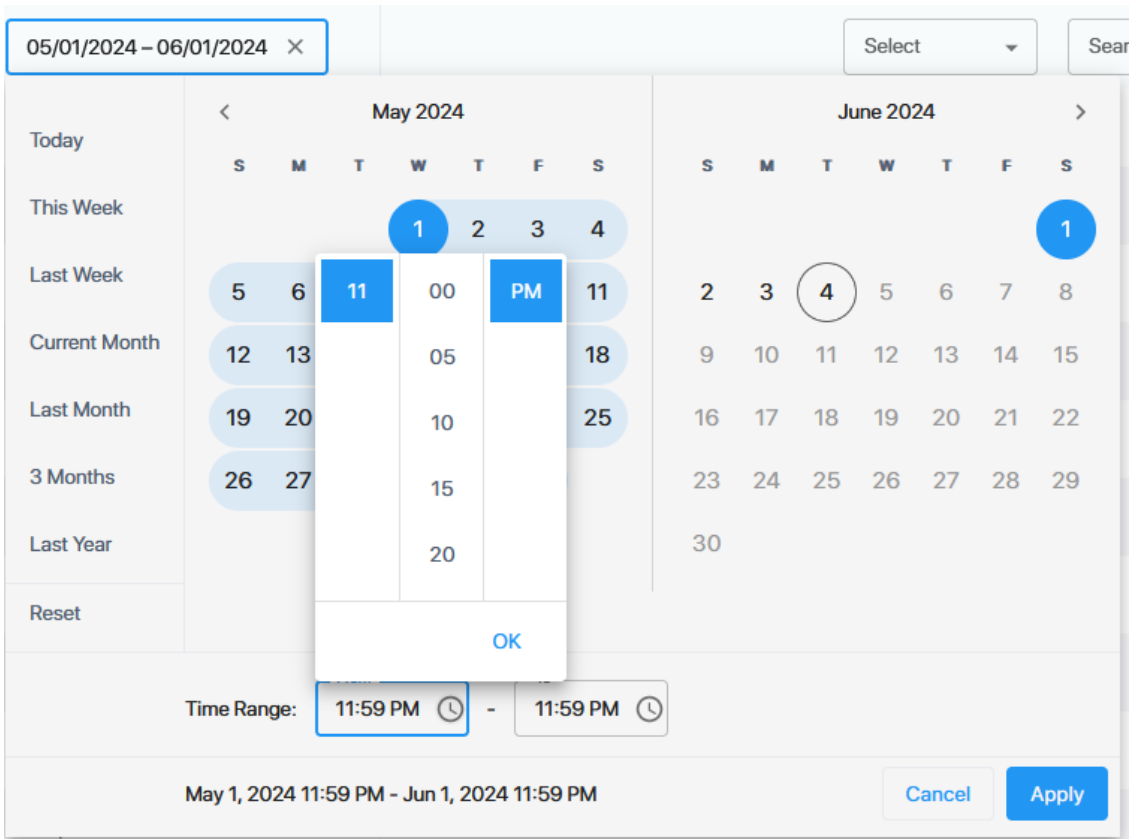 05/01/2024 – 06/01/2024
Select
Sear
Today
This Week
Last Week
Current Month
Last Month
3 Months
Last Year
Reset
May 2024
S M T W T F S
1 2 3 4
5 6 11
12 13 18
19 20 25
26 27
June 2024
S M T W T F S
1
2 3 4 5 6 7 8
9 10 11 12 13 14 15
16 17 18 19 20 21 22
23 24 25 26 27 28 29
30
11 00 PM
05
10
15
20
OK
Time Range: 11:59 PM - 11:59 PM
May 1, 2024 11:59 PM - Jun 1, 2024 11:59 PM
Cancel
Apply